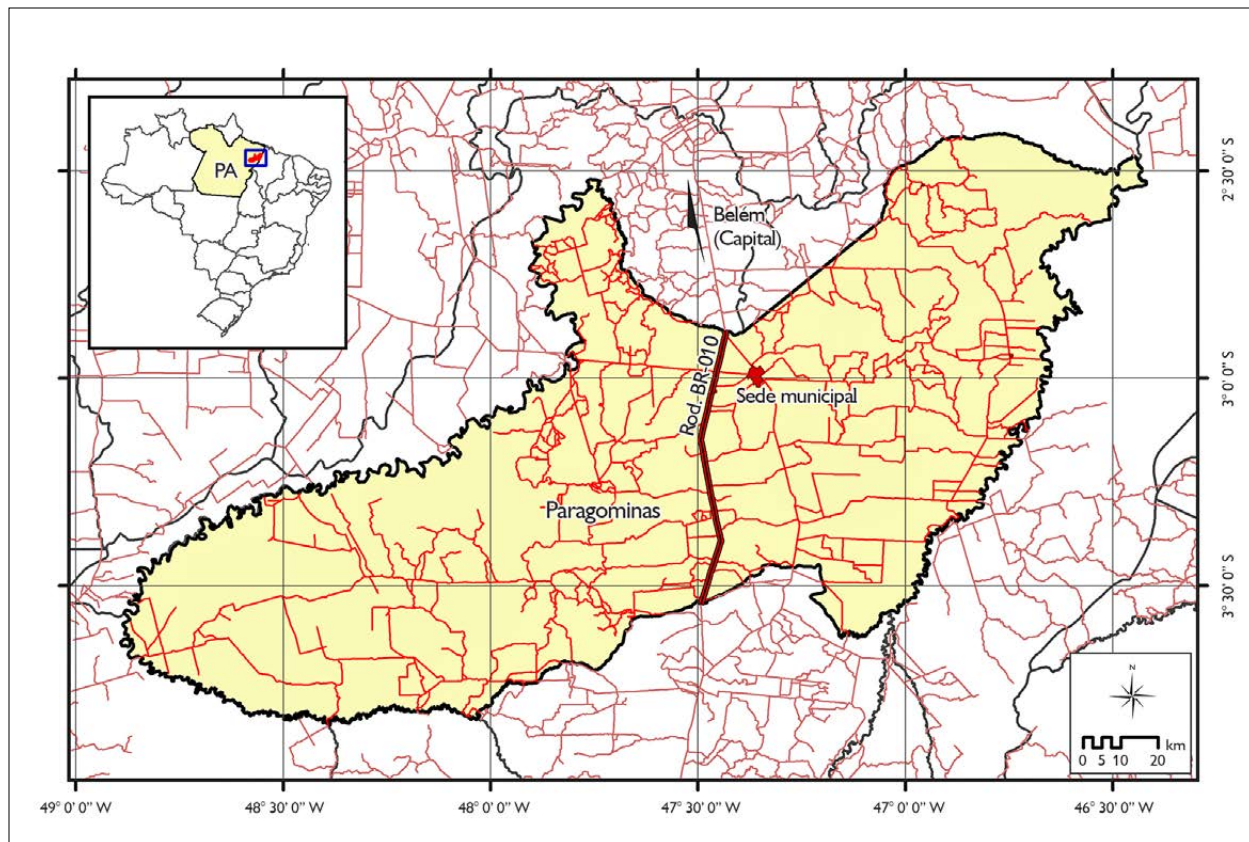 PA
Belém
(Capital)
2° 30' 0" S
Rod. BR-010
Sede municipal
3° 0' 0" S
Paragominas
3° 30' 0" S
N
0 5 10 20 km
49° 0' 0" W
48° 30' 0" W
48° 0' 0" W
47° 30' 0" W
47° 0' 0" W
46° 30' 0" W